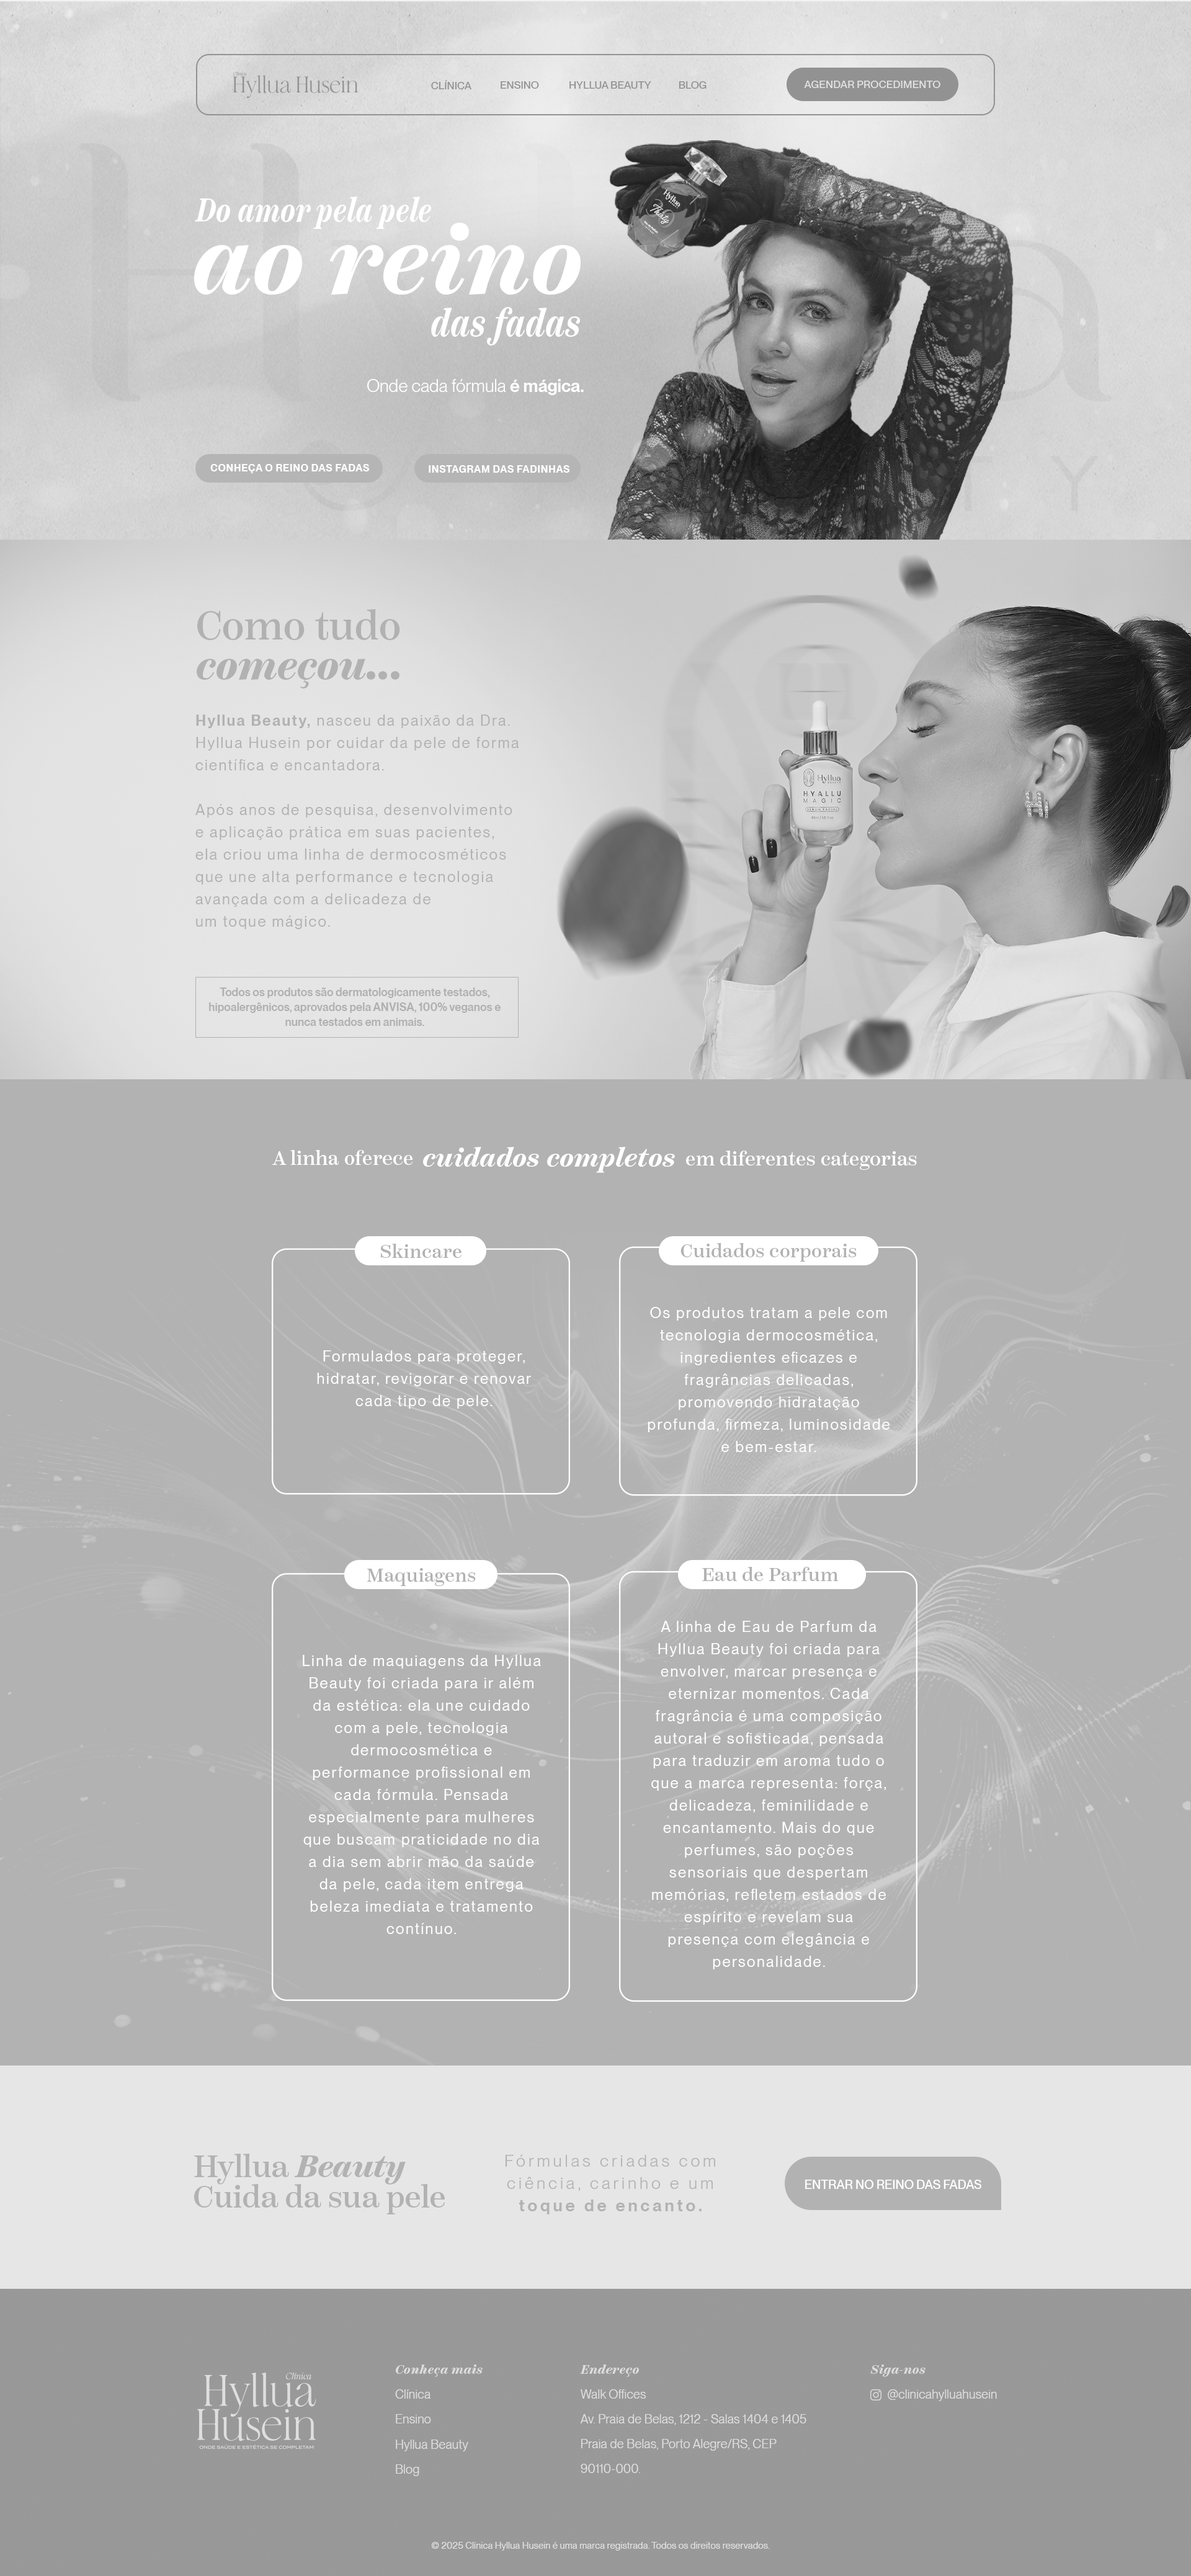 Hyllua Husein
CLÍNICA
ENSINO
HYLLUA BEAUTY
BLOG
AGENDAR PROCEDIMENTO
Do amor pela pele
ao reino
das fadas
Onde cada fórmula é mágica.
CONHEÇA O REINO DAS FADAS
INSTAGRAM DAS FADINHAS
Hyllua
Como tudo
começou...
Hyllua Beauty, nasceu da paixão da Dra.
Hyllua Husein por cuidar da pele de forma
científica e encantadora.
Após anos de pesquisa, desenvolvimento
e aplicação prática em suas pacientes,
ela criou uma linha de dermocosméticos
que une alta performance e tecnologia
avançada com a delicadeza de
um toque mágico.
Todos os produtos são dermatologicamente testados,
hipoalergênicos, aprovados pela ANVISA, 100% veganos e
nunca testados em animais.
Hyllua
HYALLU
MAGIC
A linha oferece cuidados completos em diferentes categorias
Skincare
Formulados para proteger,
hidratar, revigorar e renovar
cada tipo de pele.
Cuidados corporais
Os produtos tratam a pele com
tecnologia dermocosmética,
ingredientes eficazes e
fragrâncias delicadas,
promovendo hidratação
profunda, firmeza, luminosidade
e bem-estar.
Maquiagens
Linha de maquiagens da Hyllua
Beauty foi criada para ir além
da estética: ela une cuidado
com a pele, tecnologia
dermocosmética e
performance profissional em
cada fórmula. Pensada
especialmente para mulheres
que buscam praticidade no dia
a dia sem abrir mão da saúde
da pele, cada item entrega
beleza imediata e tratamento
contínuo.
Eau de Parfum
A linha de Eau de Parfum da
Hyllua Beauty foi criada para
envolver, marcar presença e
eternizar momentos. Cada
fragrância é uma composição
autoral e sofisticada, pensada
para traduzir em aroma tudo o
que a marca representa: força,
delicadeza, feminilidade e
encantamento. Mais do que
perfumes, são poções
sensoriais que despertam
memórias, refletem estados de
espírito e revelam sua
presença com elegância e
personalidade.
Hyllua Beauty
Cuida da sua pele
Fórmulas criadas com
ciência, carinho e um
toque de encanto.
ENTRAR NO REINO DAS FADAS
Clínica
Hyllua
Husein
ONDE SAÚDE E ESTÉTICA SE COMPLETAM
Conheça mais
Clínica
Ensino
Hyllua Beauty
Blog
Endereço
Walk Offices
Av. Praia de Belas, 1212 - Salas 1404 e 1405
Praia de Belas, Porto Alegre/RS, CEP
90110-000.
Siga-nos
@clinicahylluahusein
© 2025 Clínica Hyllua Husein é uma marca registrada. Todos os direitos reservados.